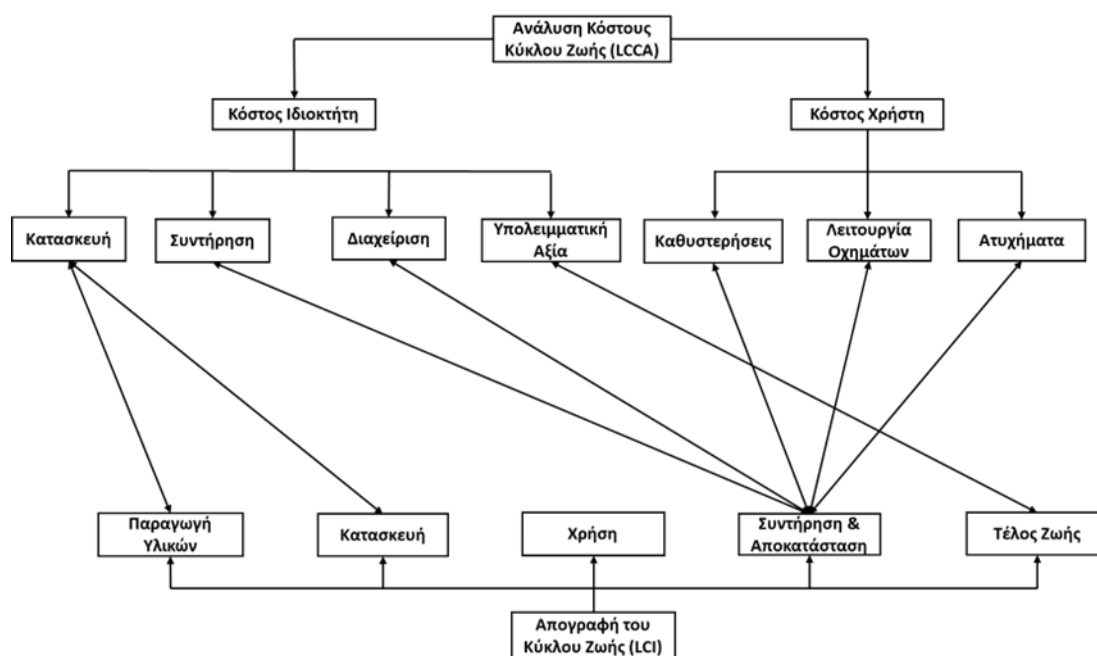 Ανάλυση Κόστους
Κύκλου Ζωής (LCCA)
Κόστος Ιδιοκτήτη
Κόστος Χρήστη
Κατασκευή
Συντήρηση
Διαχείριση
Υπολειμματική
Αξία
Καθυστερήσεις
Λειτουργία
Οχημάτων
Ατυχήματα
Παραγωγή
Υλικών
Κατασκευή
Χρήση
Συντήρηση &
Αποκατάσταση
Τέλος Ζωής
Απογραφή του
Κύκλου Ζωής (LCI)